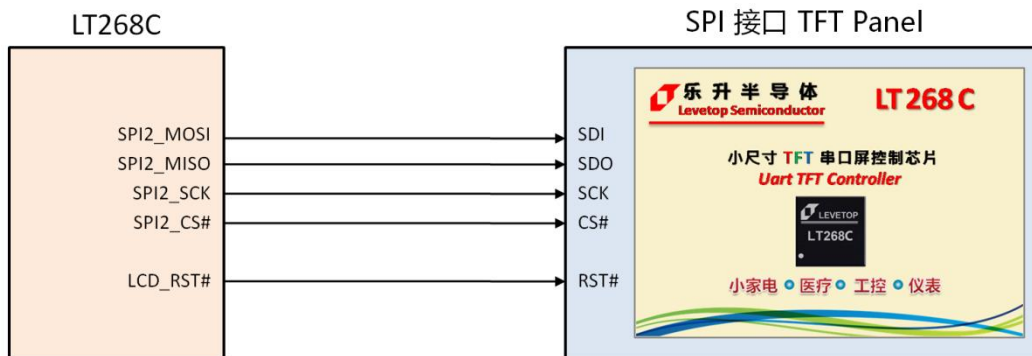 LT268C
SPI 接口 TFT Panel
SPI2_MOSI
SPI2_MISO
SPI2_SCK
SPI2_CS#
LCD_RST#
SDI
SDO
SCK
CS#
RST#
乐升半导体
Levetop Semiconductor
LT268C
小尺寸 TFT 串口屏控制芯片
Uart TFT Controller
LEVETOP
LT268C
小家电 医疗 工控 仪表